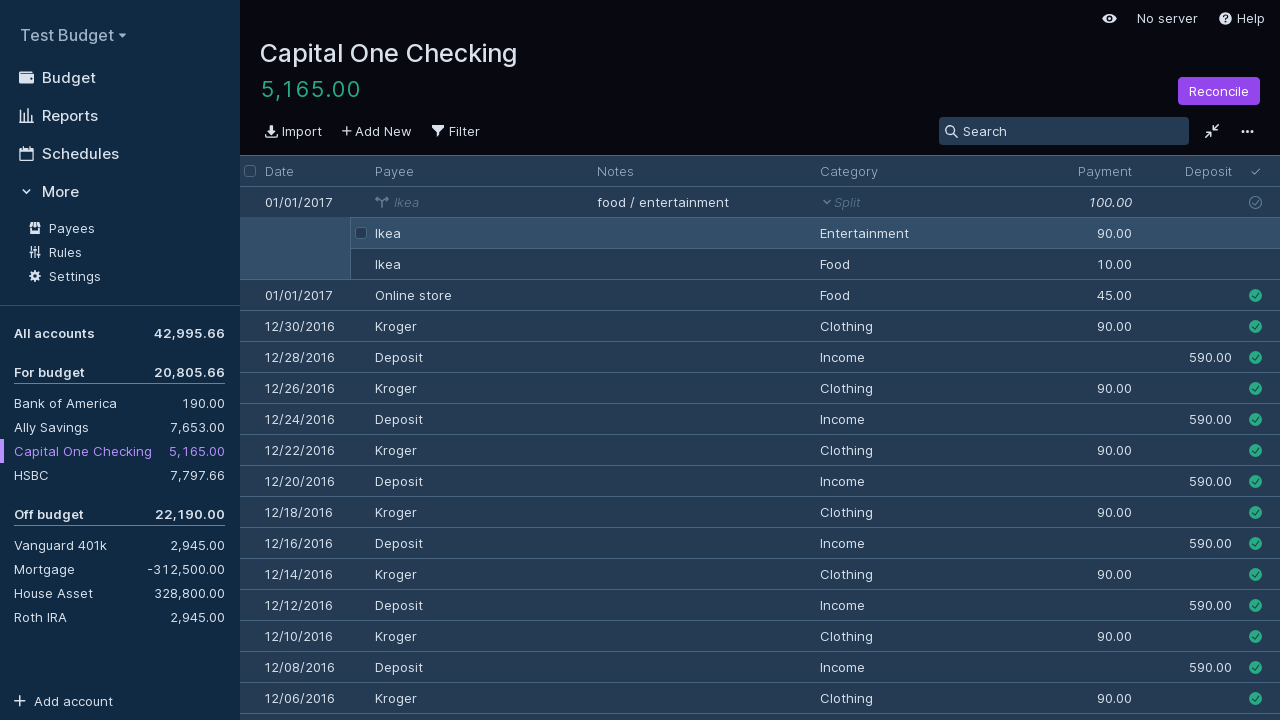 Test Budget
Budget
Reports
Schedules
More
Payees
Rules
Settings
All accounts 42,995.66
For budget 20,805.66
Bank of America 190.00
Ally Savings 7,653.00
Capital One Checking 5,165.00
HSBC 7,797.66
Off budget 22,190.00
Vanguard 401k 2,945.00
Mortgage -312,500.00
House Asset 328,800.00
Roth IRA 2,945.00
Add account
No server Help
Capital One Checking
5,165.00
Reconcile
Import Add New Filter Search
Date Payee Notes Category Payment Deposit
01/01/2017 Ikea food / entertainment Split 100.00
Ikea Entertainment 90.00
Ikea Food 10.00
01/01/2017 Online store Food 45.00
12/30/2016 Kroger Clothing 90.00
12/28/2016 Deposit Income 590.00
12/26/2016 Kroger Clothing 90.00
12/24/2016 Deposit Income 590.00
12/22/2016 Kroger Clothing 90.00
12/20/2016 Deposit Income 590.00
12/18/2016 Kroger Clothing 90.00
12/16/2016 Deposit Income 590.00
12/14/2016 Kroger Clothing 90.00
12/12/2016 Deposit Income 590.00
12/10/2016 Kroger Clothing 90.00
12/08/2016 Deposit Income 590.00
12/06/2016 Kroger Clothing 90.00